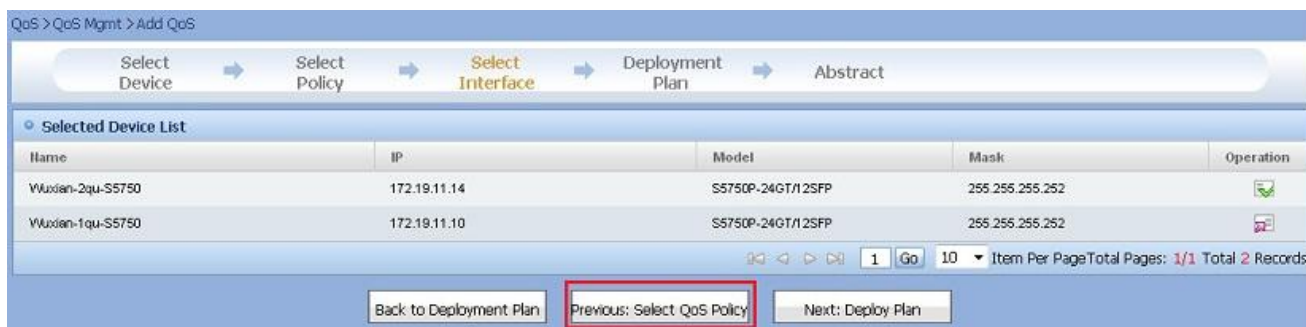 QoS > QoS Mgmt > Add QoS
Select Device
Select Policy
Select Interface
Deployment Plan
Abstract
Selected Device List
Name IP Model Mask Operation
Wuxian-2qu-S5750 172.19.11.14 S5750P-24GT/12SFP 255.255.255.252
Wuxian-1qu-S5750 172.19.11.10 S5750P-24GT/12SFP 255.255.255.252
1 Go 10 Item Per PageTotal Pages: 1/1 Total 2 Records
Back to Deployment Plan Previous: Select QoS Policy Next: Deploy Plan